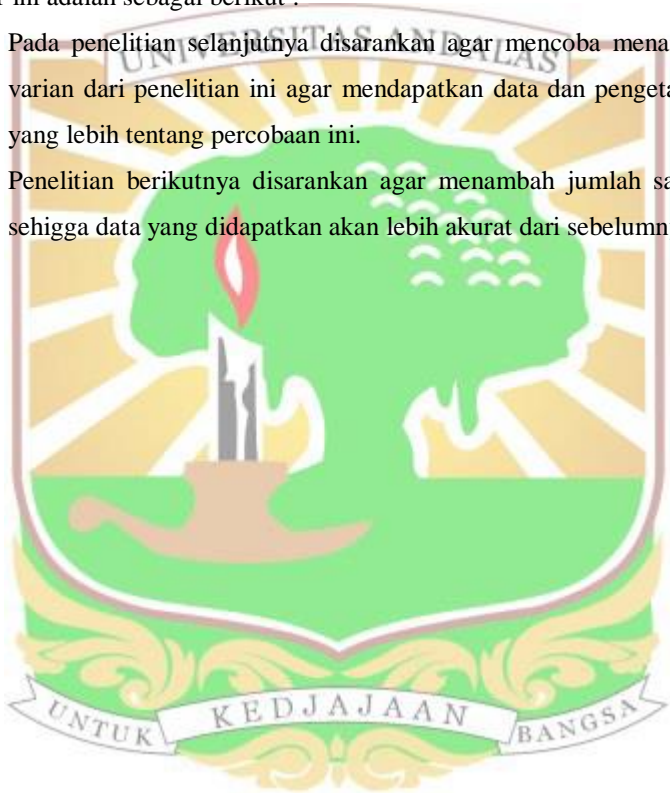 ini adalah sebagai berikut :
UNIVERSITAS ANDALAS
Pada penelitian selanjutnya disarankan agar mencoba mena
varian dari penelitian ini agar mendapatkan data dan penget
yang lebih tentang percobaan ini.
Penelitian berikutnya disarankan agar menambah jumlah sa
sehigga data yang didapatkan akan lebih akurat dari sebelumn
UNTUK KEDJAJAAN BANGSA